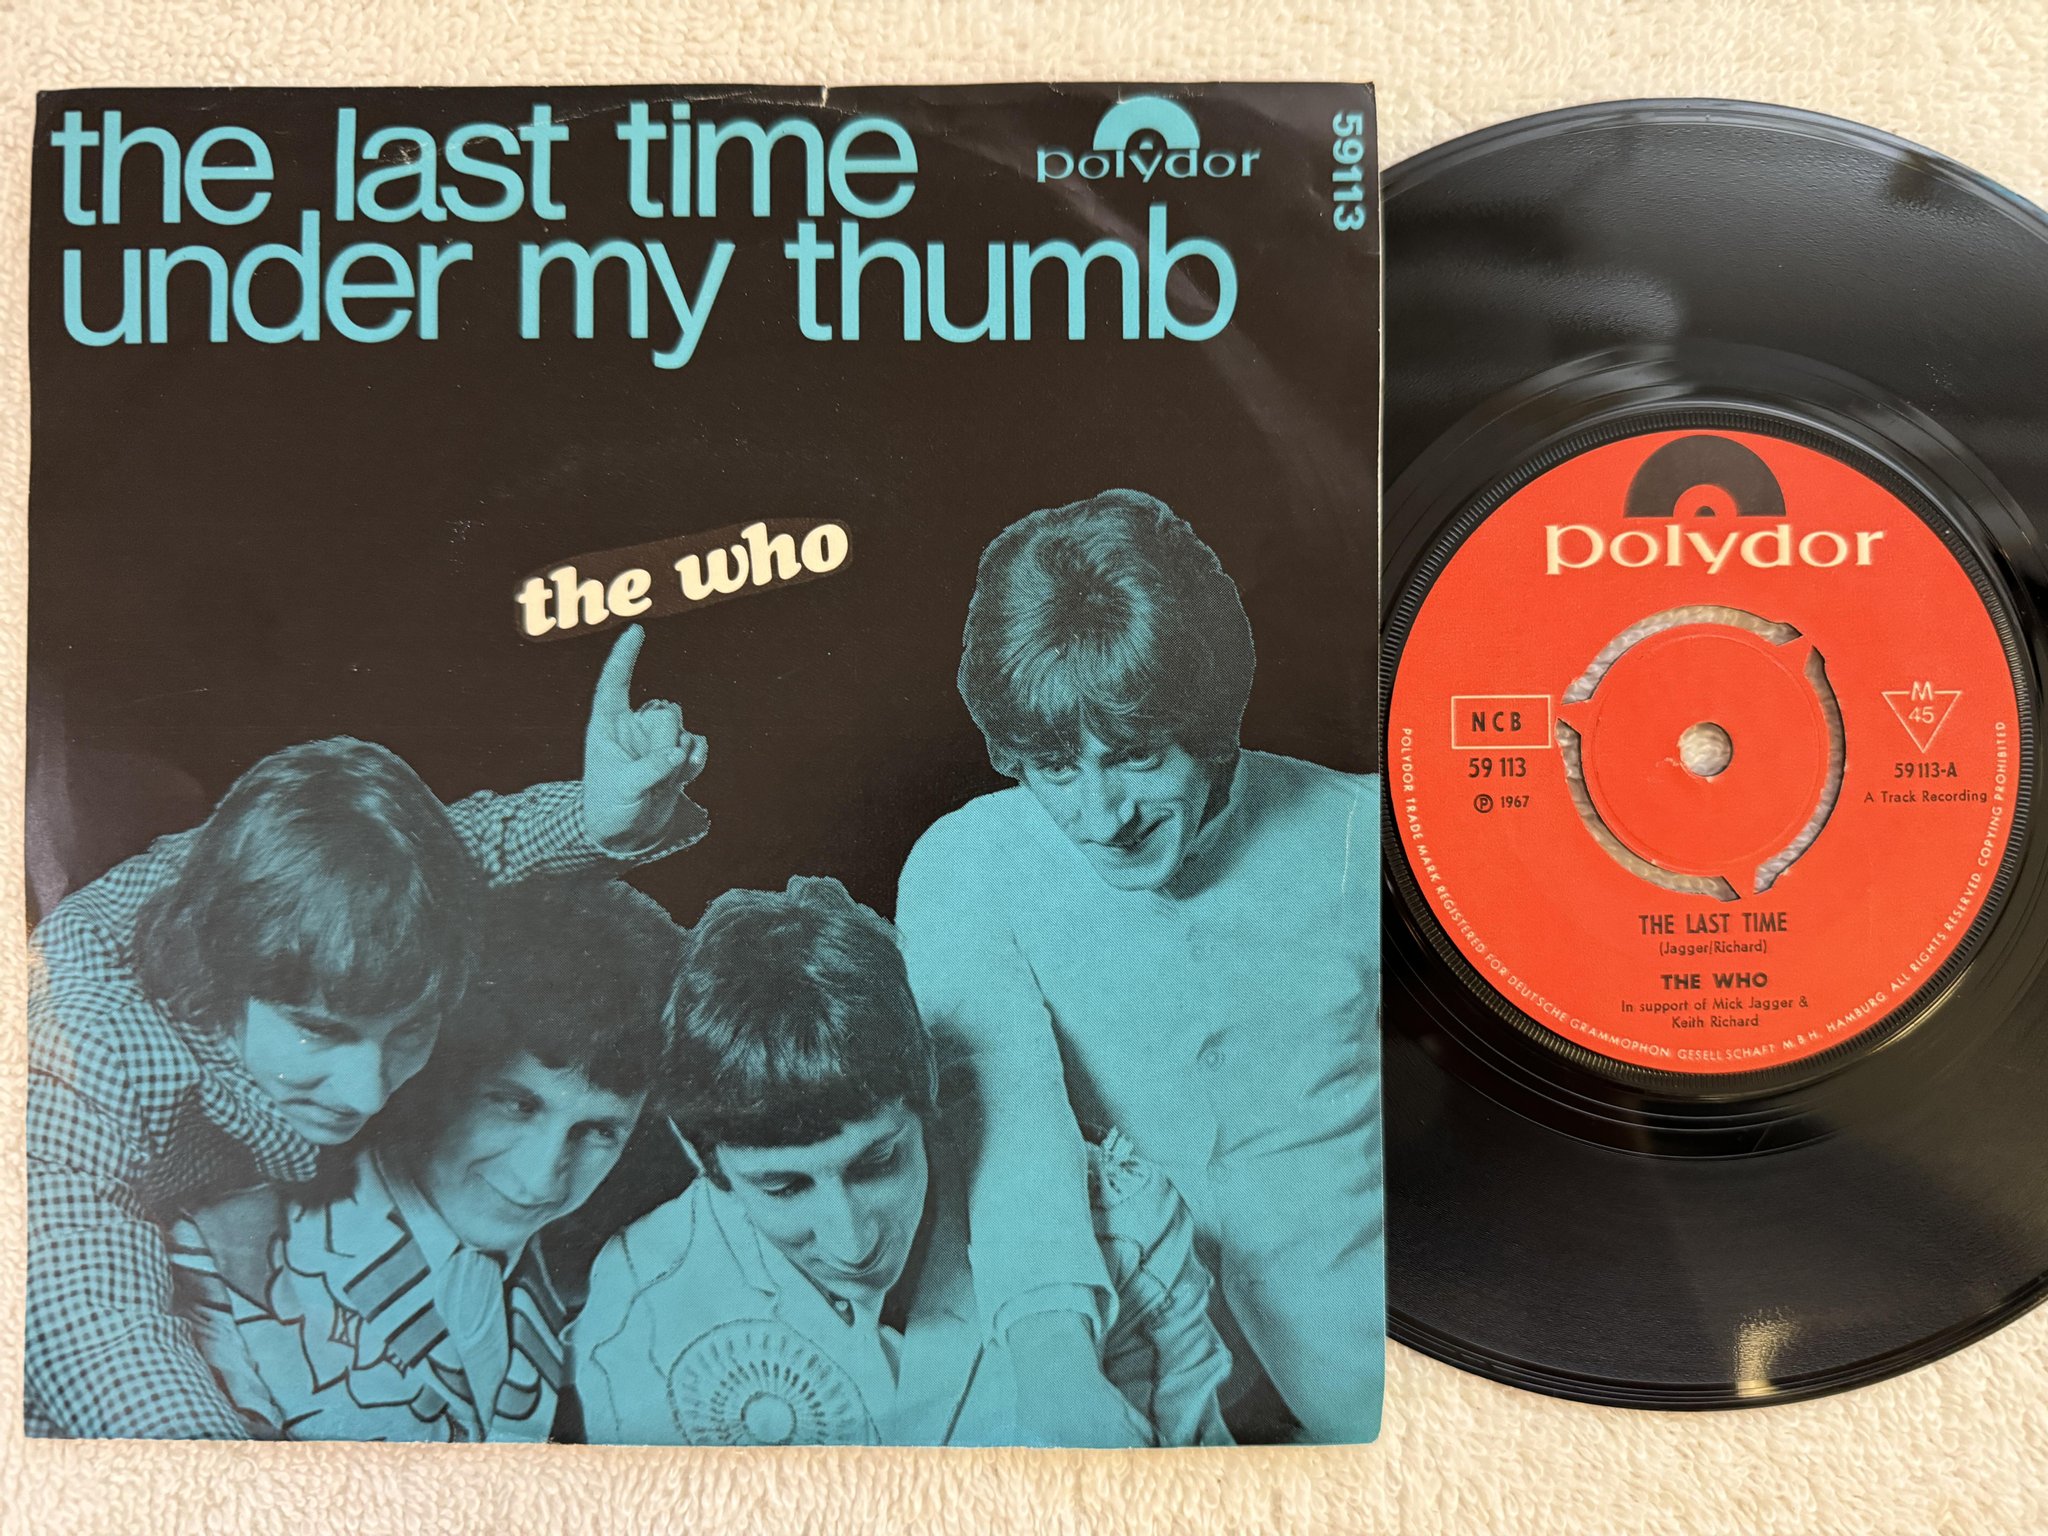 the last time
under my thumb
polydor
59113
the who
polydor
NCB
59 113
Ⓟ 1967
M
45
59113-A
A Track Recording
THE LAST TIME
(Jagger/Richard)
THE WHO
In support of Mick Jagger &
Keith Richard
POLYDOR TRADE MARK REGISTERED FOR DEUTSCHE GRAMMOPHON GESELLSCHAFT M.B.H. HAMBURG. ALL RIGHTS RESERVED. COPYING PROHIBITED